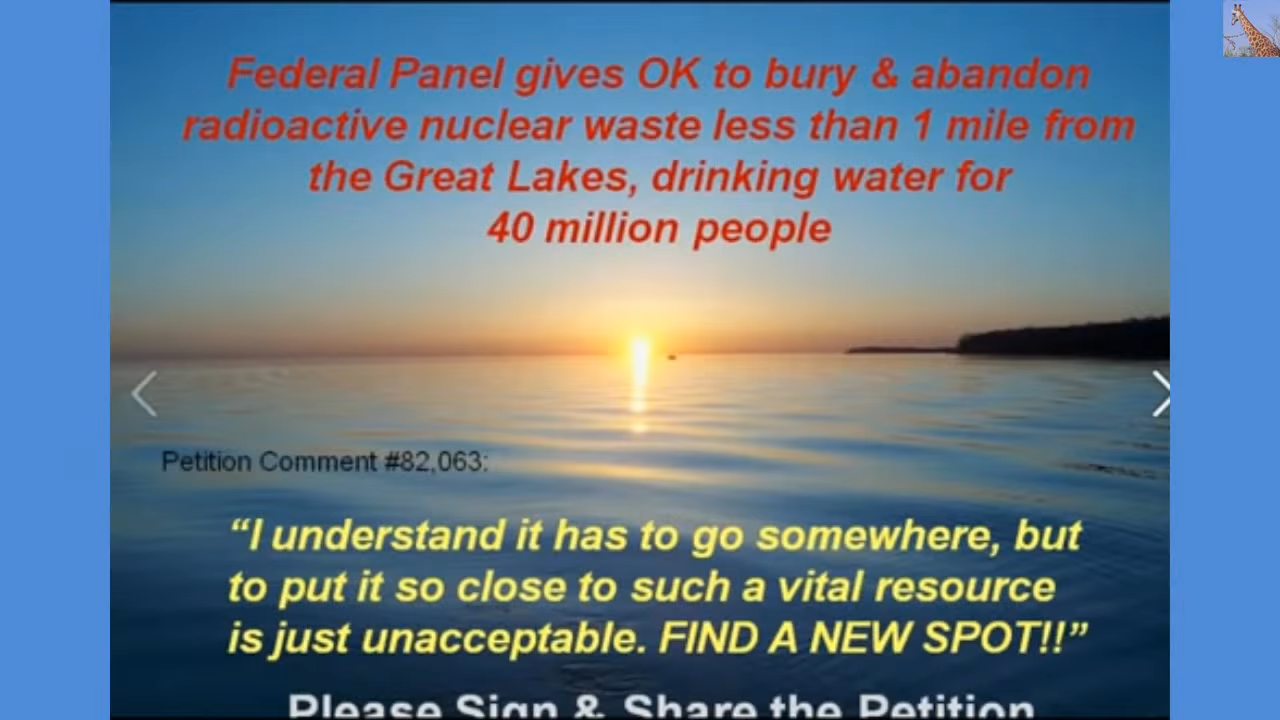 Federal Panel gives OK to bury & abandon
radioactive nuclear waste less than 1 mile from
the Great Lakes, drinking water for
40 million people
Petition Comment #82,063:
“I understand it has to go somewhere, but
to put it so close to such a vital resource
is just unacceptable. FIND A NEW SPOT!!”
Please Sign & Share the Petition